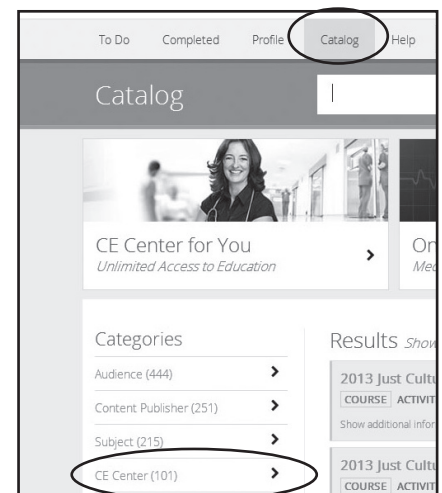 To Do Completed Profile Catalog Help
Catalog
CE Center for You
Unlimited Access to Education
Categories
Audience (444)
Content Publisher (251)
Subject (215)
CE Center (101)
Results Show
2013 Just Cultu
COURSE ACTIVIT
Show additional infor
2013 Just Cultu
COURSE ACTIVIT